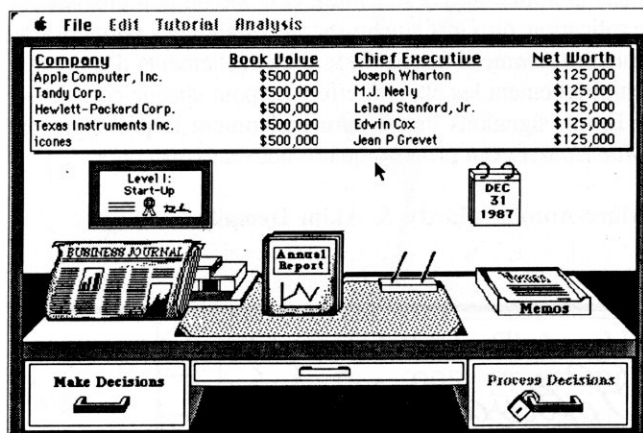 File Edit Tutorial Analysis
Company Book Value Chief Executive Net Worth
Apple Computer, Inc. $500,000 Joseph Wharton $125,000
Tandy Corp. $500,000 M.J. Neely $125,000
Hewlett-Packard Corp. $500,000 Leland Stanford, Jr. $125,000
Texas Instruments Inc. $500,000 Edwin Cox $125,000
icones $500,000 Jean P Grevet $125,000
Level I:
Start-Up
DEC
31
1987
BUSINESS JOURNAL
Annual
Report
Memos
Make Decisions
Process Decisions